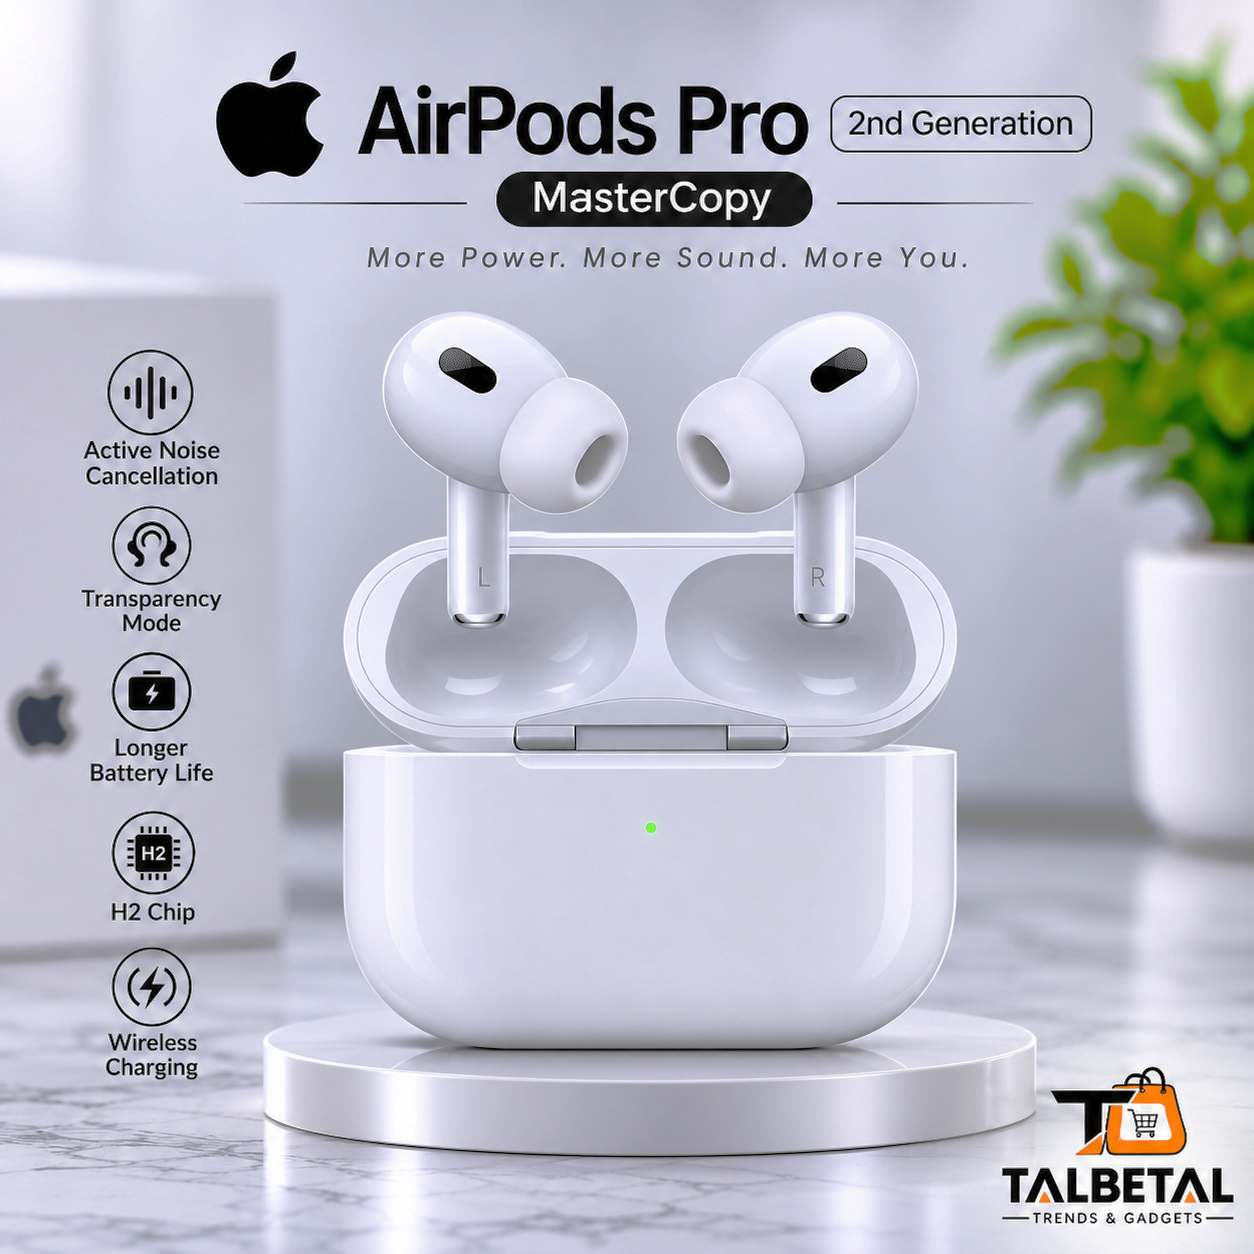 AirPods Pro
2nd Generation
MasterCopy
More Power. More Sound. More You.
Active Noise
Cancellation
Transparency
Mode
Longer
Battery Life
H2
H2 Chip
Wireless
Charging
L
R
TALBETAL
TRENDS & GADGETS